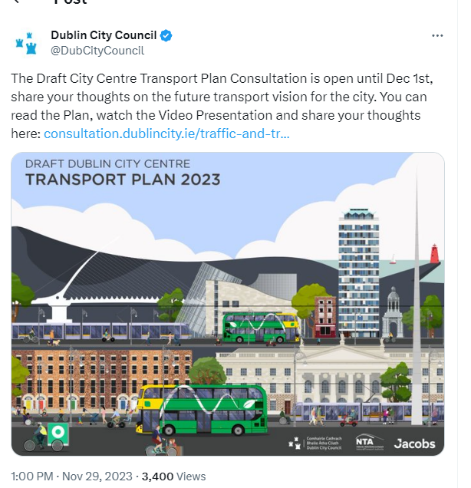 Post
Dublin City Council
@DubCityCouncil
The Draft City Centre Transport Plan Consultation is open until Dec 1st,
share your thoughts on the future transport vision for the city. You can
read the Plan, watch the Video Presentation and share your thoughts
here: consultation.dublincity.ie/traffic-and-tr…
DRAFT DUBLIN CITY CENTRE
TRANSPORT PLAN 2023
Comhairle Cathrach
Bhaile Átha Cliath
Dublin City Council
NTA
Jacobs
1:00 PM · Nov 29, 2023 · 3,400 Views